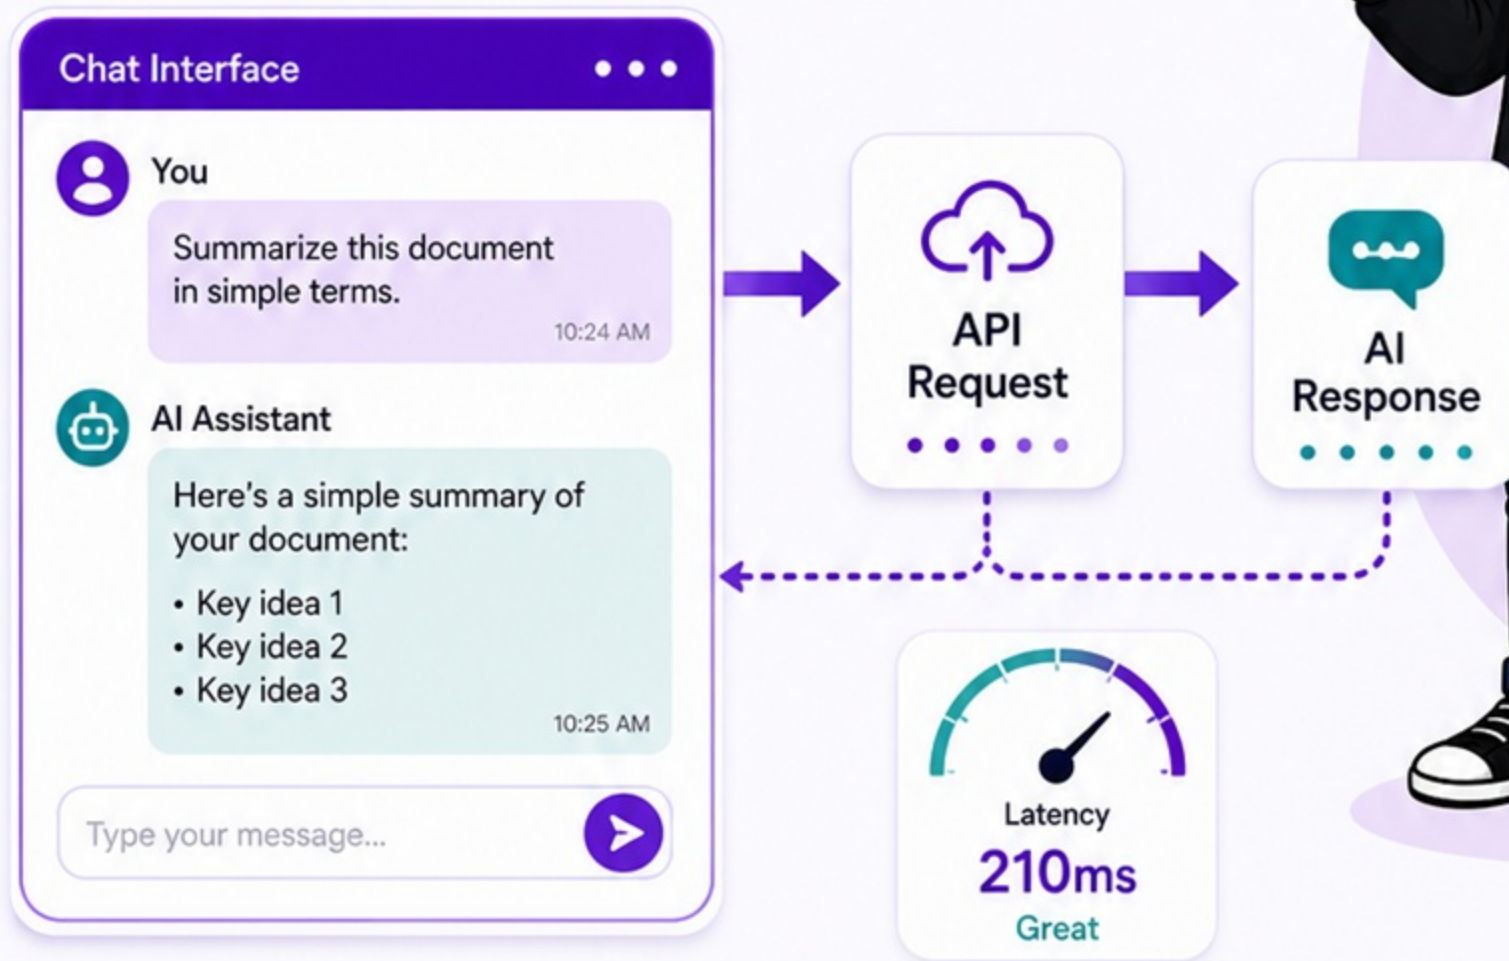 Chat Interface
You
Summarize this document
in simple terms.
10:24 AM
AI Assistant
Here's a simple summary of
your document:
• Key idea 1
• Key idea 2
• Key idea 3
10:25 AM
Type your message...
API
Request
AI
Response
Latency
210ms
Great